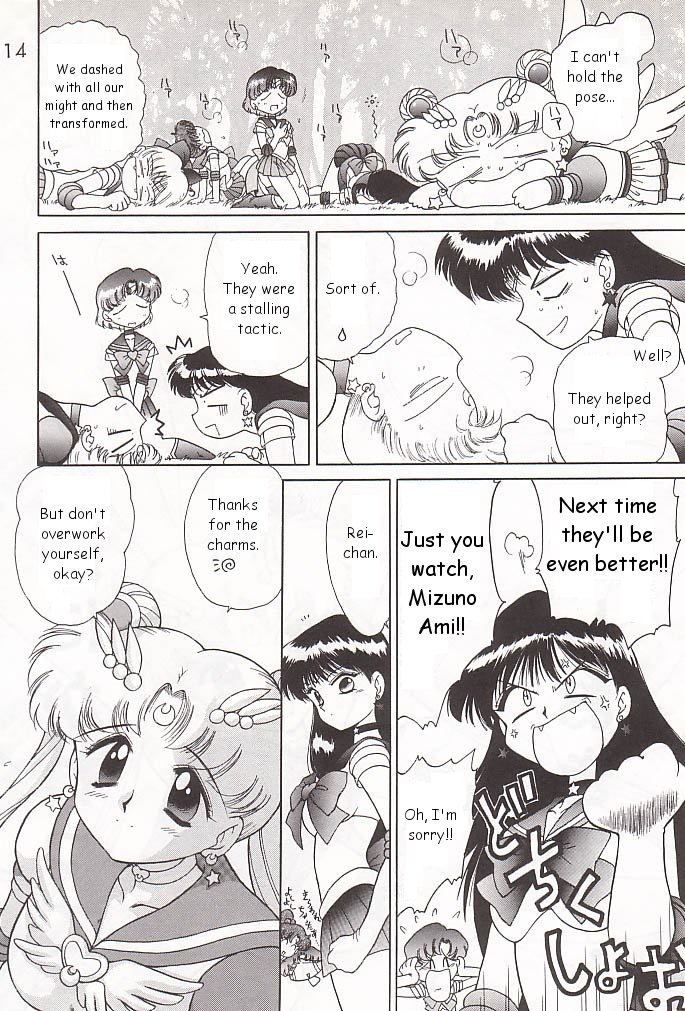 14
We dashed
with all our
might and then
transformed.
I can't
hold the
pose...
Yeah.
They were
a stalling
tactic.
Sort of.
Well?
They helped
out, right?
But don't
overwork
yourself,
okay?
Thanks
for the
charms.
Rei-
chan.
Next time
they'll be
even better!!
Just you
watch,
Mizuno
Ami!!
Oh, I'm
sorry!!
どちくしょお